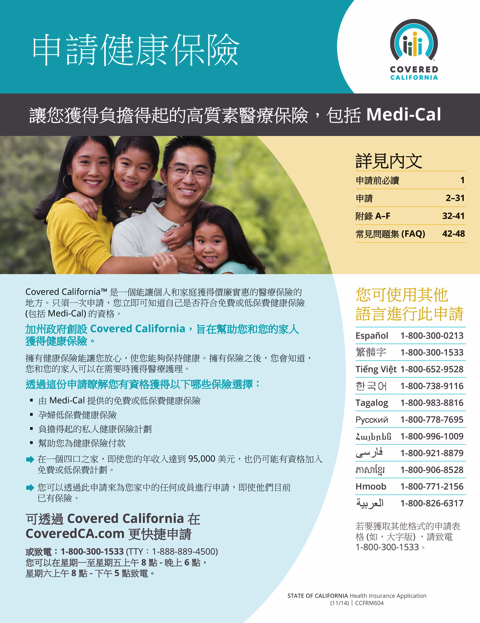 申請健康保險
COVERED
CALIFORNIA
讓您獲得負擔得起的高質素醫療保險，包括 Medi-Cal
詳見內文
申請前必讀 1
申請 2–31
附錄 A–F 32-41
常見問題集 (FAQ) 42-48
Covered California™ 是一個能讓個人和家庭獲得價廉實惠的醫療保險的
地方。只須一次申請，您立即可知道自己是否符合免費或低保費健康保險
(包括 Medi-Cal) 的資格。
加州政府創設 Covered California，旨在幫助您和您的家人
獲得健康保險。
擁有健康保險能讓您放心，使您能夠保持健康。擁有保險之後，您會知道，
您和您的家人可以在需要時獲得醫療護理。
透過這份申請瞭解您有資格獲得以下哪些保險選擇：
▪ 由 Medi-Cal 提供的免費或低保費健康保險
▪ 孕婦低保費健康保險
▪ 負擔得起的私人健康保險計劃
▪ 幫助您為健康保險付款
在一個四口之家，即使您的年收入達到 95,000 美元，也仍可能有資格加入
免費或低保費計劃。
您可以透過此申請來為您家中的任何成員進行申請，即使他們目前
已有保險。
可透過 Covered California 在
CoveredCA.com 更快捷申請
或致電：1-800-300-1533 (TTY：1-888-889-4500)
您可以在星期一至星期五上午 8 點 - 晚上 6 點，
星期六上午 8 點 - 下午 5 點致電。
您可使用其他
語言進行此申請
Español 1-800-300-0213
繁體字 1-800-300-1533
Tiếng Việt 1-800-652-9528
한국어 1-800-738-9116
Tagalog 1-800-983-8816
Русский 1-800-778-7695
Հայերեն 1-800-996-1009
فارسی 1-800-921-8879
ភាសាខ្មែរ 1-800-906-8528
Hmoob 1-800-771-2156
العربية 1-800-826-6317
若要獲取其他格式的申請表
格 (如，大字版) ，請致電
1-800-300-1533。
STATE OF CALIFORNIA Health Insurance Application
(11/14) | CCFRM604